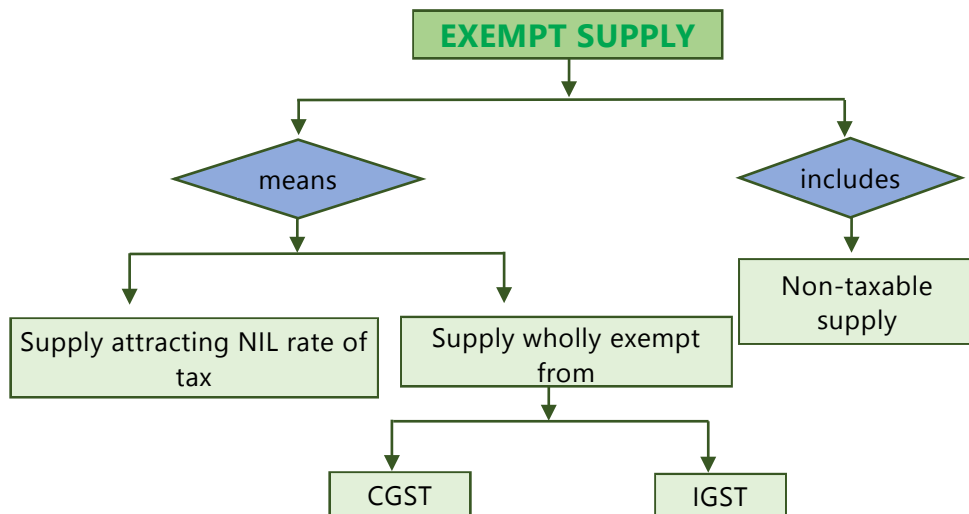 EXEMPT SUPPLY
means
includes
Supply attracting NIL rate of
tax
Supply wholly exempt
from
Non-taxable
supply
CGST
IGST